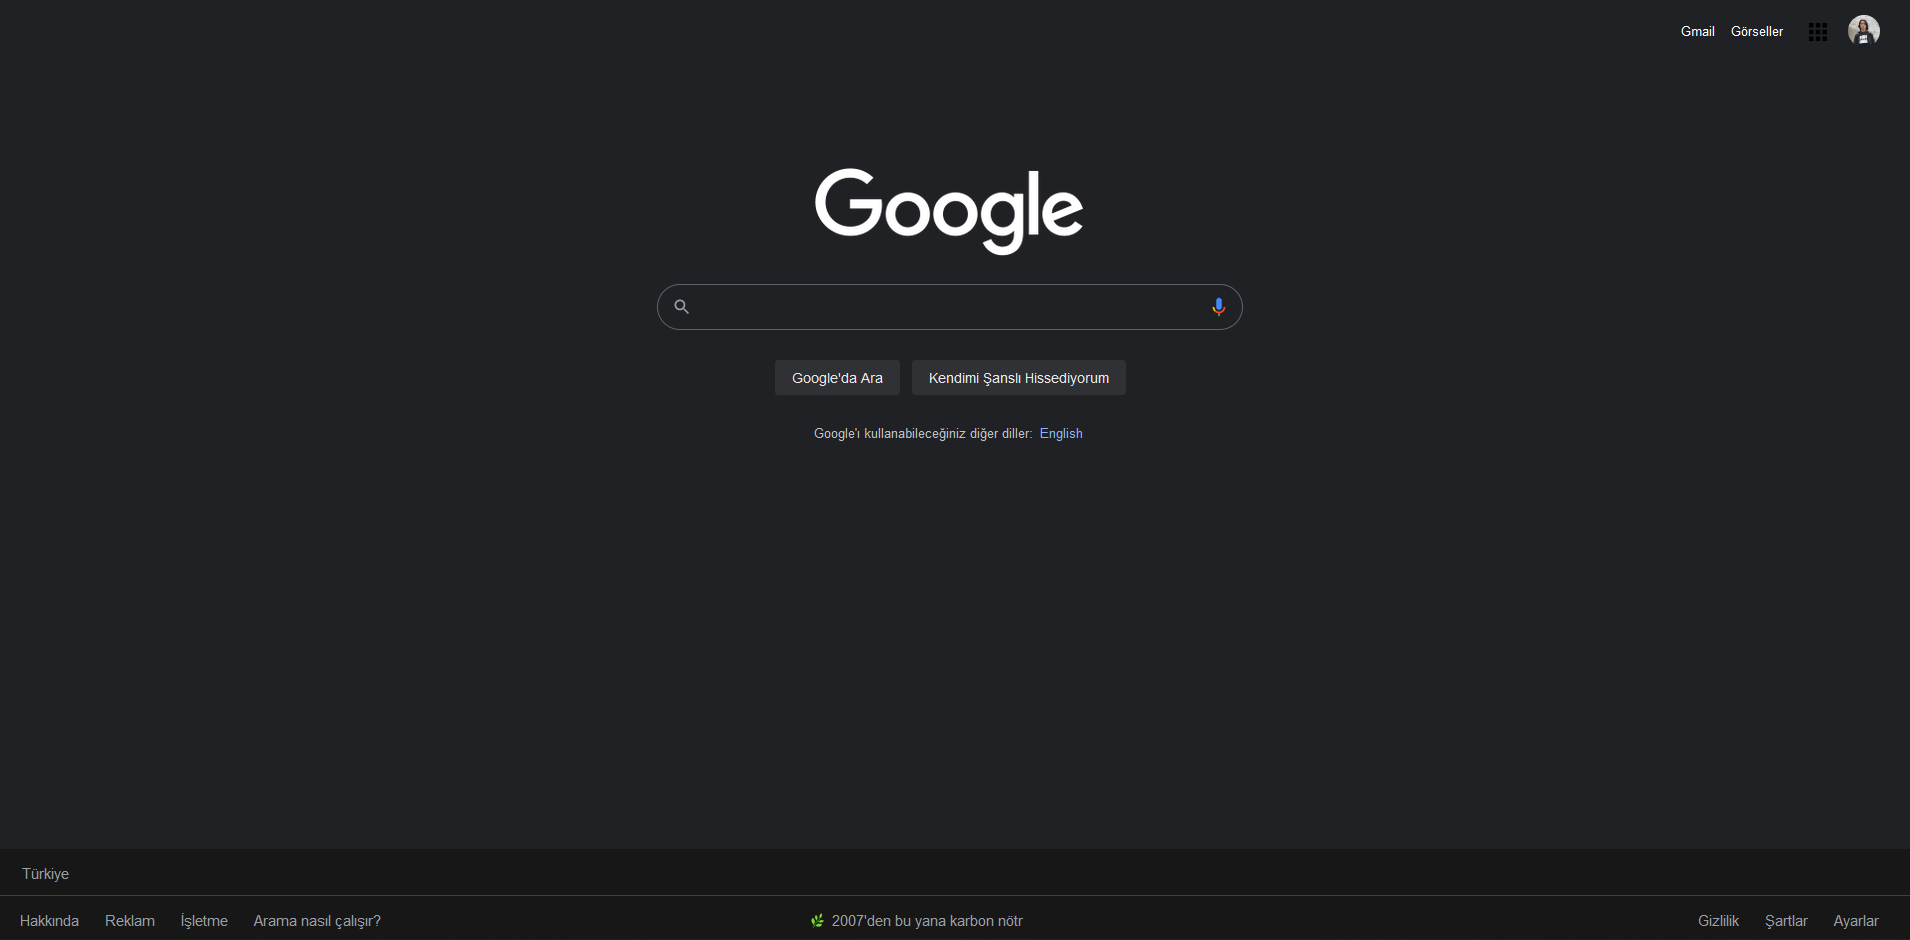 Gmail Görseller
Google
Google'da Ara Kendimi Şanslı Hissediyorum
Google'ı kullanabileceğiniz diğer diller: English
Türkiye
Hakkında Reklam İşletme Arama nasıl çalışır? 2007'den bu yana karbon nötr Gizlilik Şartlar Ayarlar